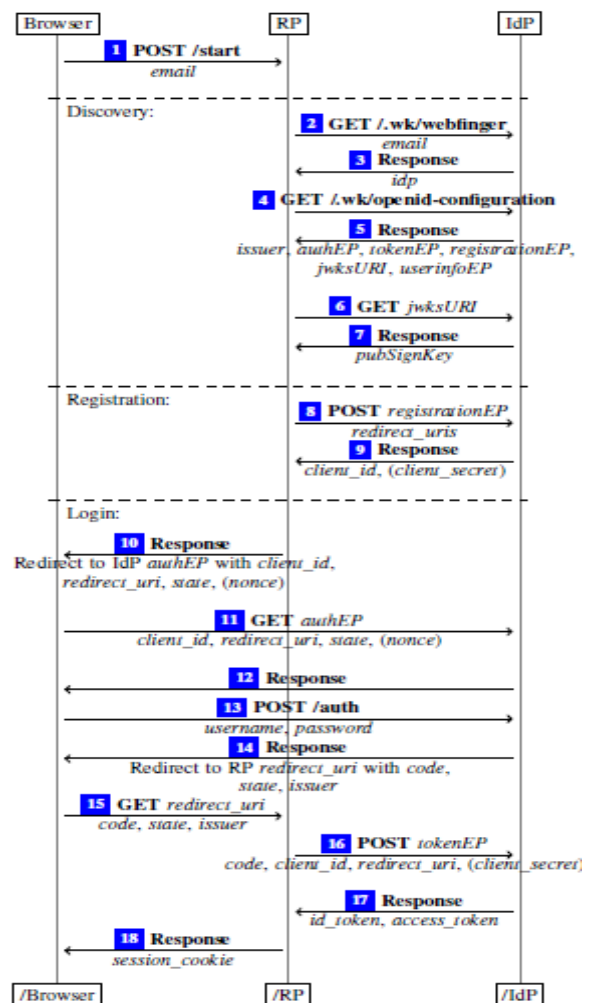 Browser RP IdP
1 POST /start
email
Discovery:
2 GET /.wk/webfinger
email
3 Response
idp
4 GET /.wk/openid-configuration
5 Response
issuer, authEP, tokenEP, registrationEP,
jwksURI, userinfoEP
6 GET jwksURI
7 Response
pubSignKey
Registration:
8 POST registrationEP
redirect_uris
9 Response
client_id, (client_secret)
Login:
10 Response
Redirect to IdP authEP with client_id,
redirect_uri, state, (nonce)
11 GET authEP
client_id, redirect_uri, state, (nonce)
12 Response
13 POST /auth
username, password
14 Response
Redirect to RP redirect_uri with code,
state, issuer
15 GET redirect_uri
code, state, issuer
16 POST tokenEP
code, client_id, redirect_uri, (client_secret)
17 Response
id_token, access_token
18 Response
session_cookie
/Browser /RP /IdP